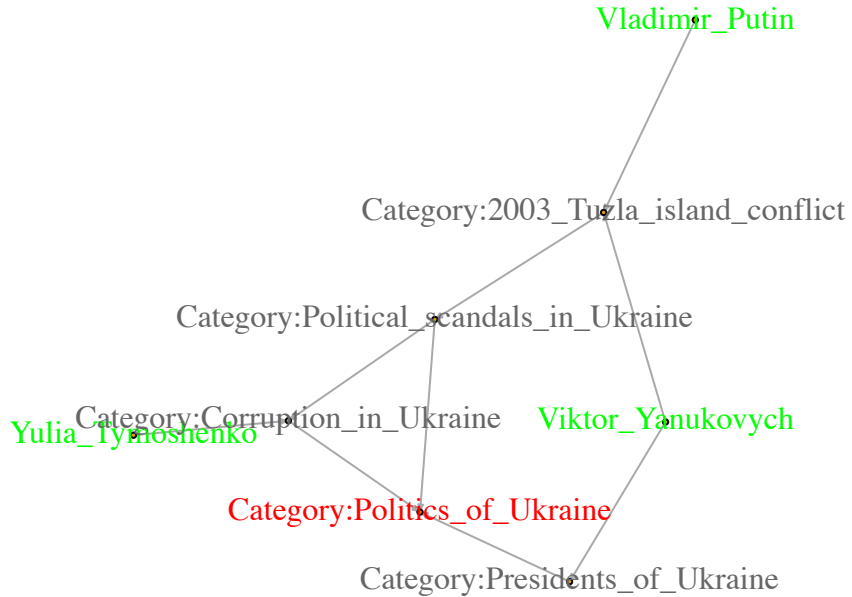 Vladimir_Putin
Category:2003_Tuzla_island_conflict
Category:Political_scandals_in_Ukraine
Category:Corruption_in_Ukraine
Yulia_Tymoshenko
Viktor_Yanukovych
Category:Politics_of_Ukraine
Category:Presidents_of_Ukraine